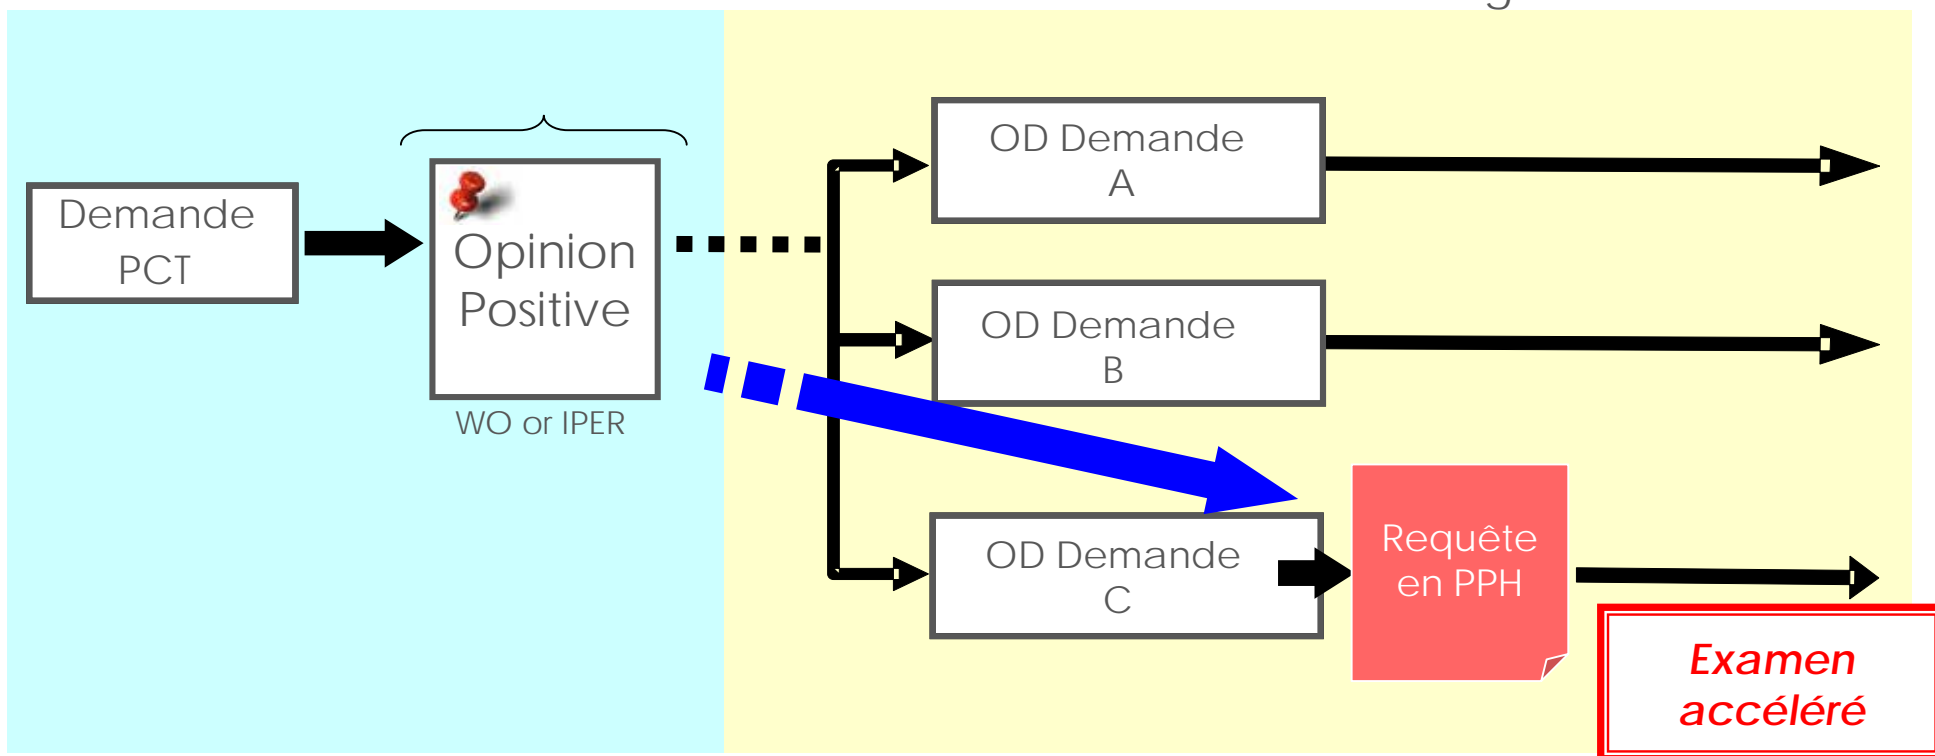 Demande
PCT
Opinion
Positive
WO or IPER
OD Demande
A
OD Demande
B
OD Demande
C
Requête
en PPH
Examen
accéléré